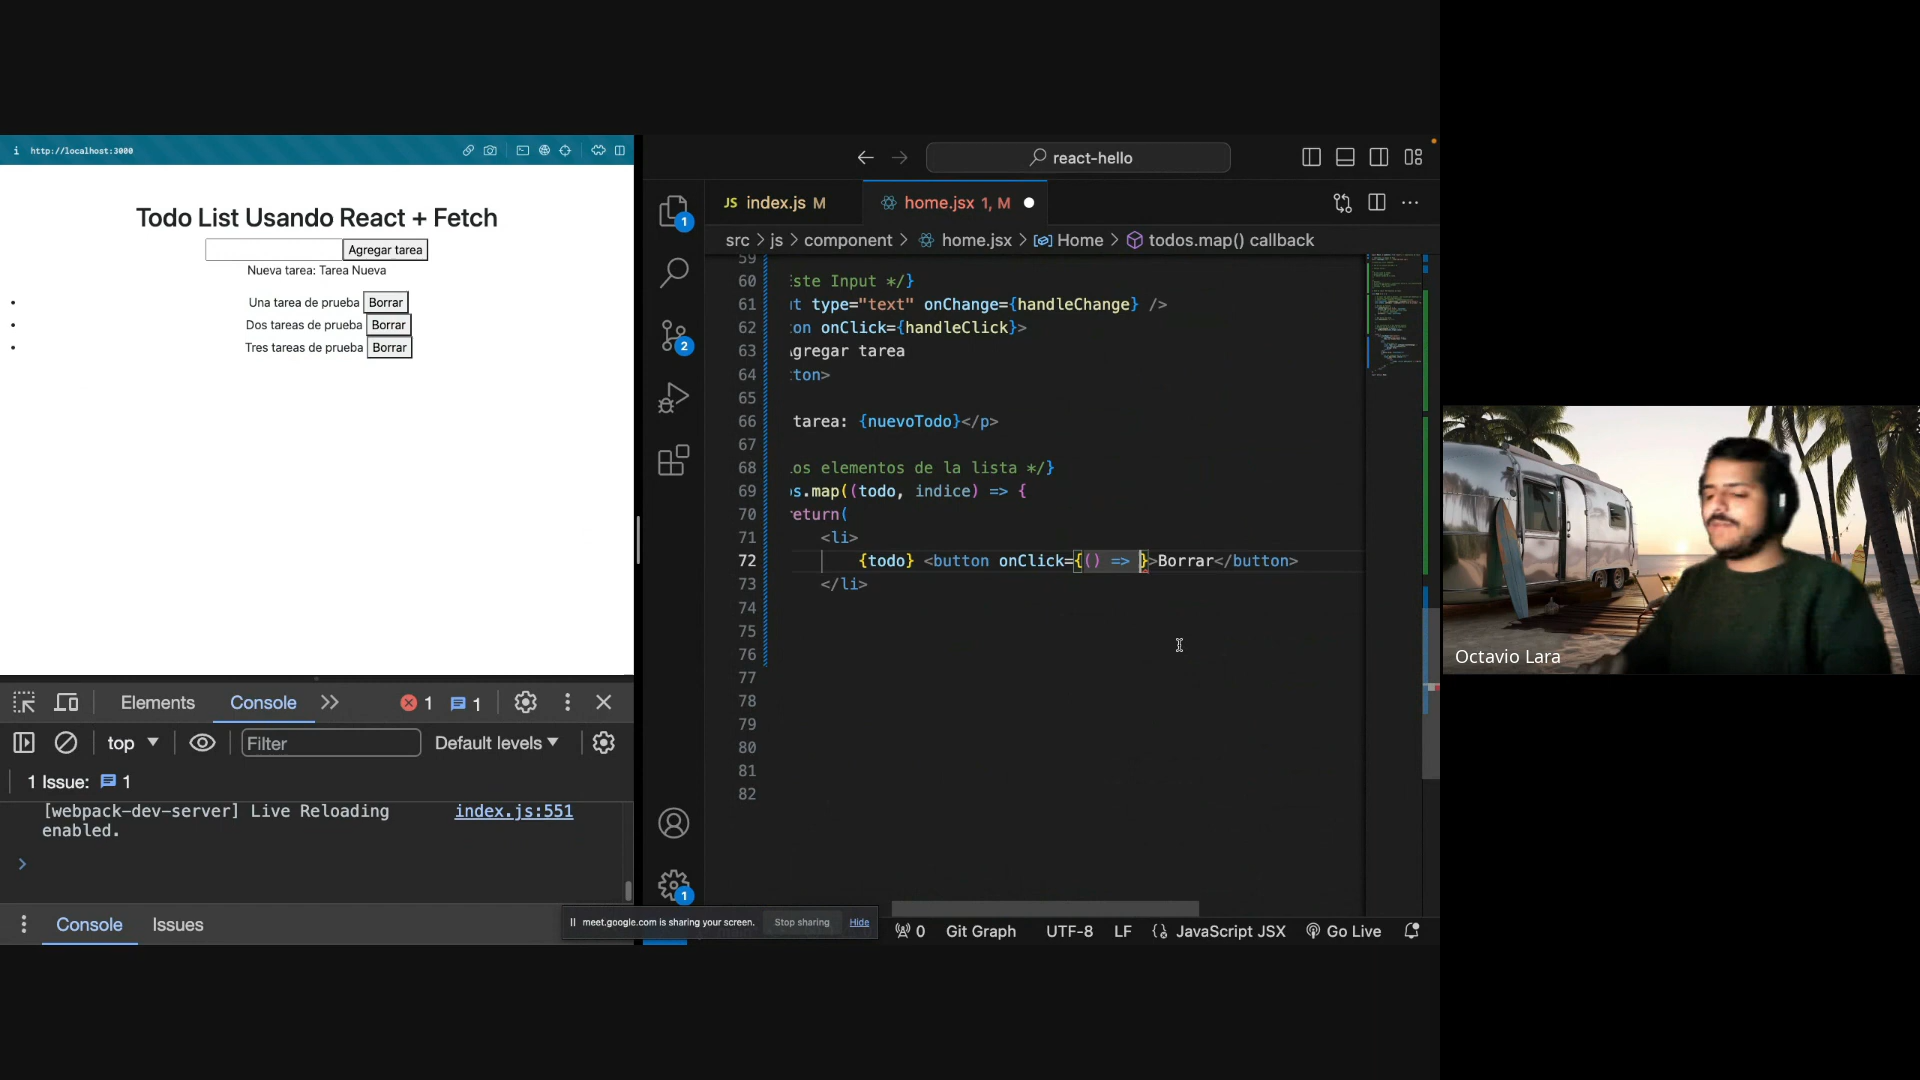 http://localhost:3000
Todo List Usando React + Fetch
Agregar tarea
Nueva tarea: Tarea Nueva
Una tarea de prueba Borrar
Dos tareas de prueba Borrar
Tres tareas de prueba Borrar
Elements Console 1 1
top Filter Default levels
1 Issue: 1
[webpack-dev-server] Live Reloading index.js:551
enabled.
Console Issues
react-hello
JS index.js M home.jsx 1, M
src > js > component > home.jsx > Home > todos.map() callback
1
2
1
59
60 ste Input */}
61 t type="text" onChange={handleChange} />
62 on onClick={handleClick}>
63 Agregar tarea
64 ton>
65
66 tarea: {nuevoTodo}</p>
67
68 os elementos de la lista */}
69 s.map((todo, indice) => {
70 return(
71 <li>
72 {todo} <button onClick={() => }>Borrar</button>
73 </li>
74
75
76
77
78
79
80
81
82
meet.google.com is sharing your screen. Stop sharing Hide
0 Git Graph UTF-8 LF JavaScript JSX Go Live
Octavio Lara